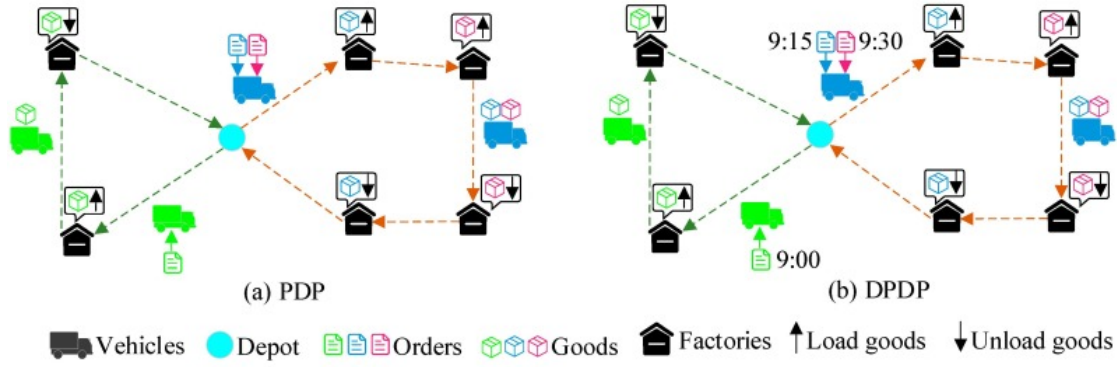 9:15 9:30
9:00
(a) PDP (b) DPDP
Vehicles Depot Orders Goods Factories Load goods Unload goods